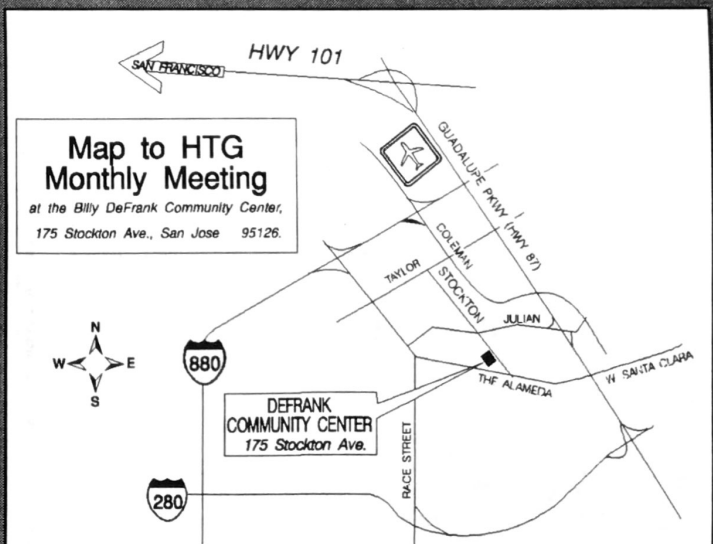 HWY 101
SAN FRANCISCO
Map to HTG
Monthly Meeting
at the Billy DeFrank Community Center,
175 Stockton Ave., San Jose 95126.
GUADALUPE PKWY (HWY 87)
COLEMAN
TAYLOR
STOCKTON
JULIAN
N
W E
S
880
W SANTA CLARA
THE ALAMEDA
DEFRANK
COMMUNITY CENTER
175 Stockton Ave.
RACE STREET
280